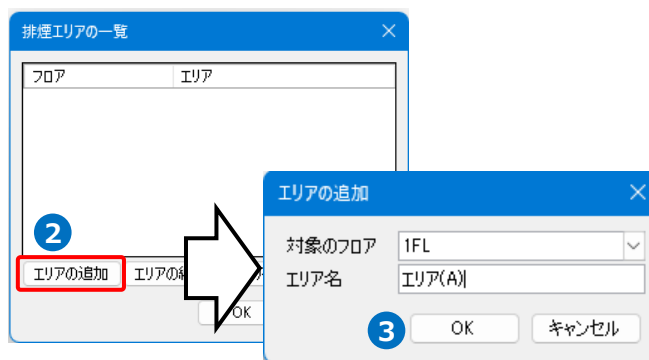 排煙エリアの一覧
フロア エリア
2
エリアの追加
エリアの
OK
エリアの追加
対象のフロア 1FL
エリア名 エリア(A)
3 OK キャンセル